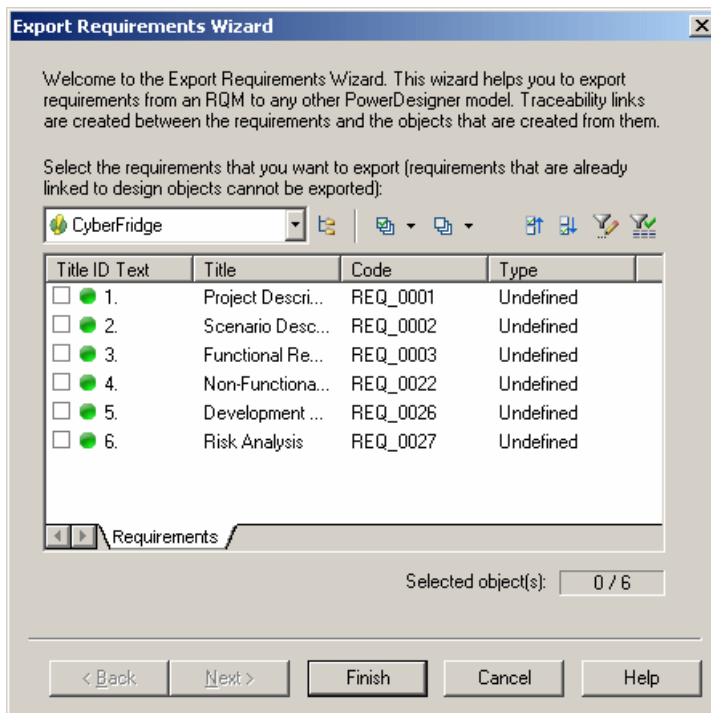 Export Requirements Wizard
Welcome to the Export Requirements Wizard. This wizard helps you to export
requirements from an RQM to any other PowerDesigner model. Traceability links
are created between the requirements and the objects that are created from them.
Select the requirements that you want to export (requirements that are already
linked to design objects cannot be exported):
CyberFridge
Title ID Text Title Code Type
1. Project Descri... REQ_0001 Undefined
2. Scenario Desc... REQ_0002 Undefined
3. Functional Re... REQ_0003 Undefined
4. Non-Functiona... REQ_0022 Undefined
5. Development ... REQ_0026 Undefined
6. Risk Analysis REQ_0027 Undefined
Requirements
Selected object(s): 0 / 6
< Back Next > Finish Cancel Help